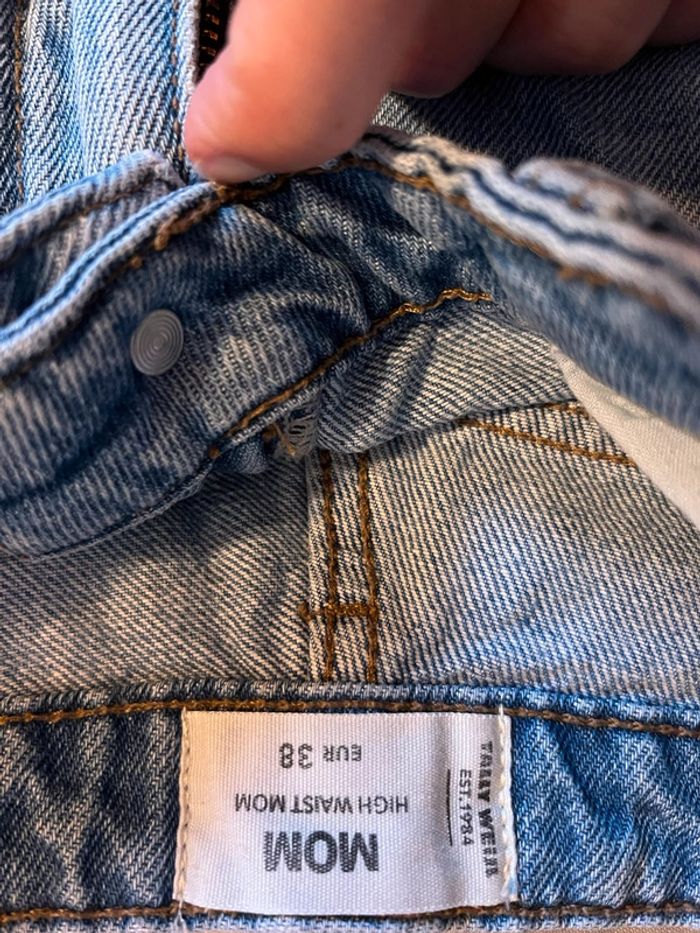 TALLY WEiJL
EST. 1984
MOM
HIGH WAIST MOM
EUR 38